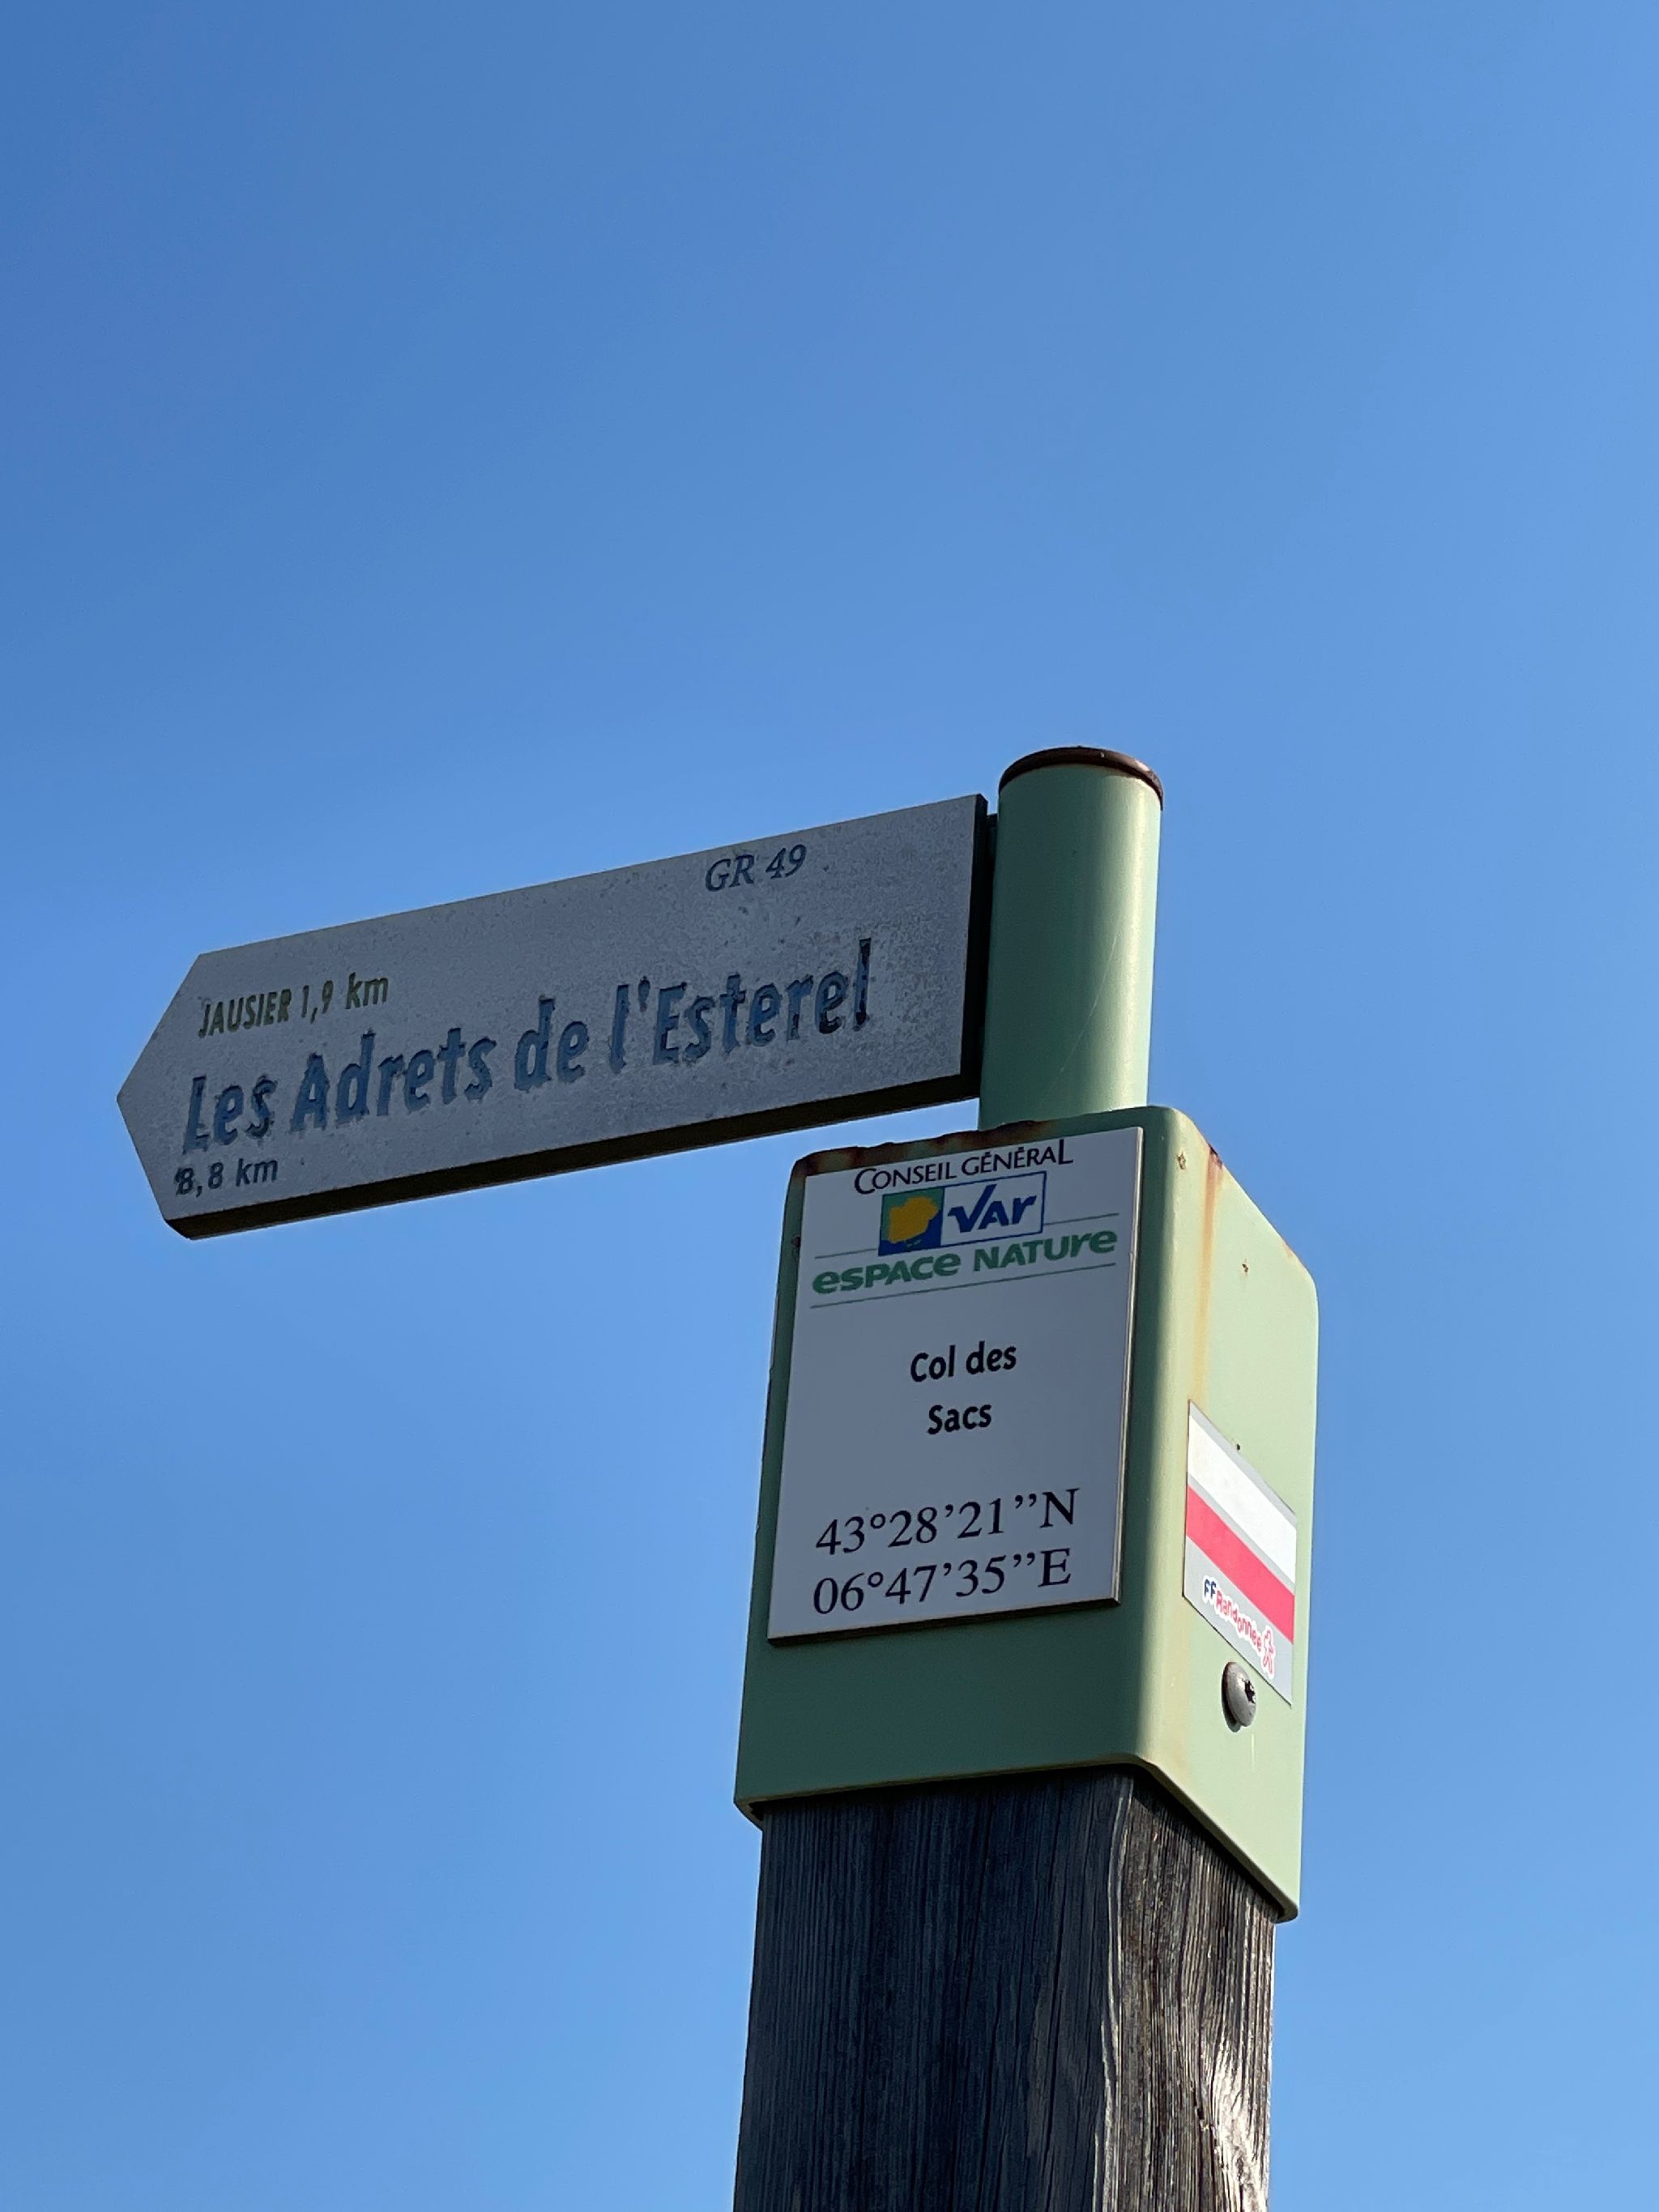 GR 49
JAUSIER 1,9 km
Les Adrets de l'Esterel
8,8 km
CONSEIL GÉNÉRAL
VAr
esPACe NATUre
Col des
Sacs
43°28’21’’N
06°47’35’’E
FFRandonnée